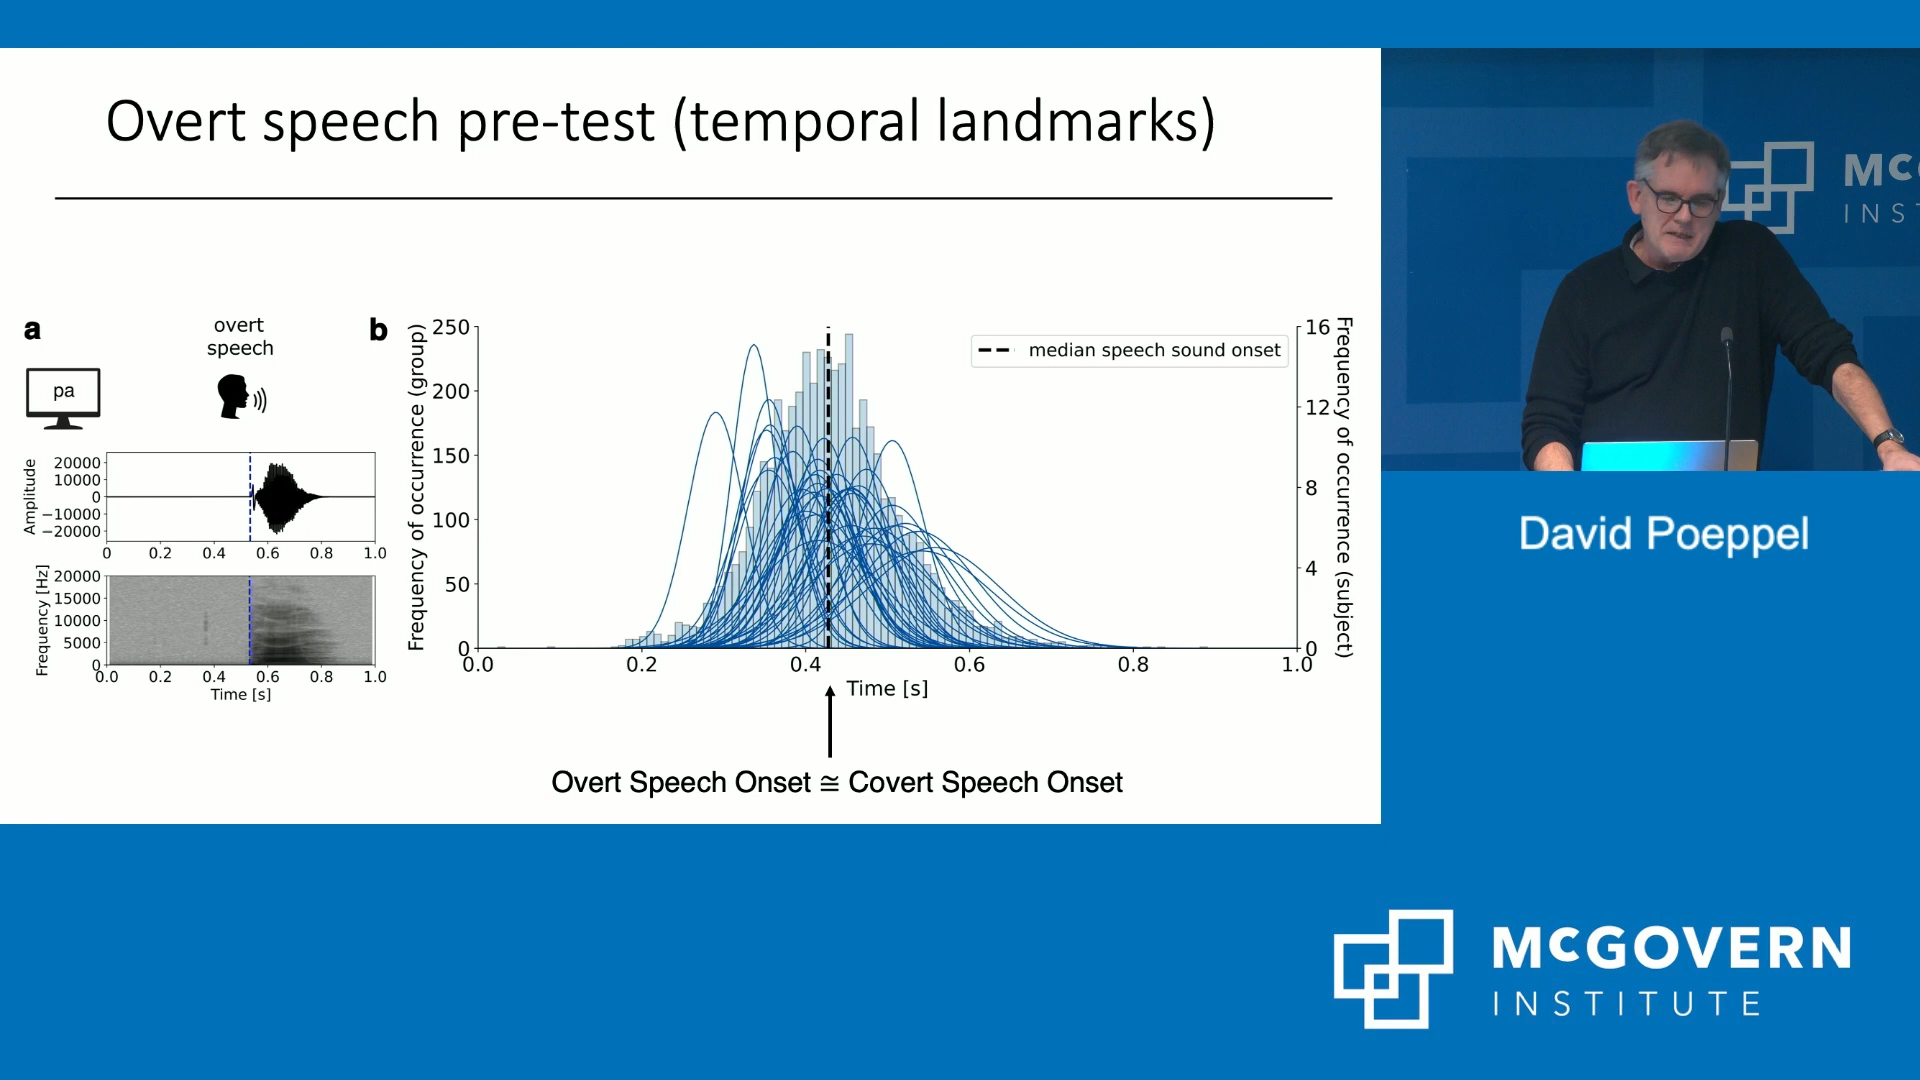 Overt speech pre-test (temporal landmarks)
a
overt
speech
pa
Amplitude
20000
10000
0
−10000
−20000
0 0.2 0.4 0.6 0.8 1.0
Frequency [Hz]
20000
15000
10000
5000
0
0.0 0.2 0.4 0.6 0.8 1.0
Time [s]
b
Frequency of occurrence (group)
250
200
150
100
50
0
median speech sound onset
16
12
8
4
0
Frequency of occurrence (subject)
0.0 0.2 0.4 0.6 0.8 1.0
Time [s]
Overt Speech Onset ≅ Covert Speech Onset
MC
INS
David Poeppel
MCGOVERN
INSTITUTE